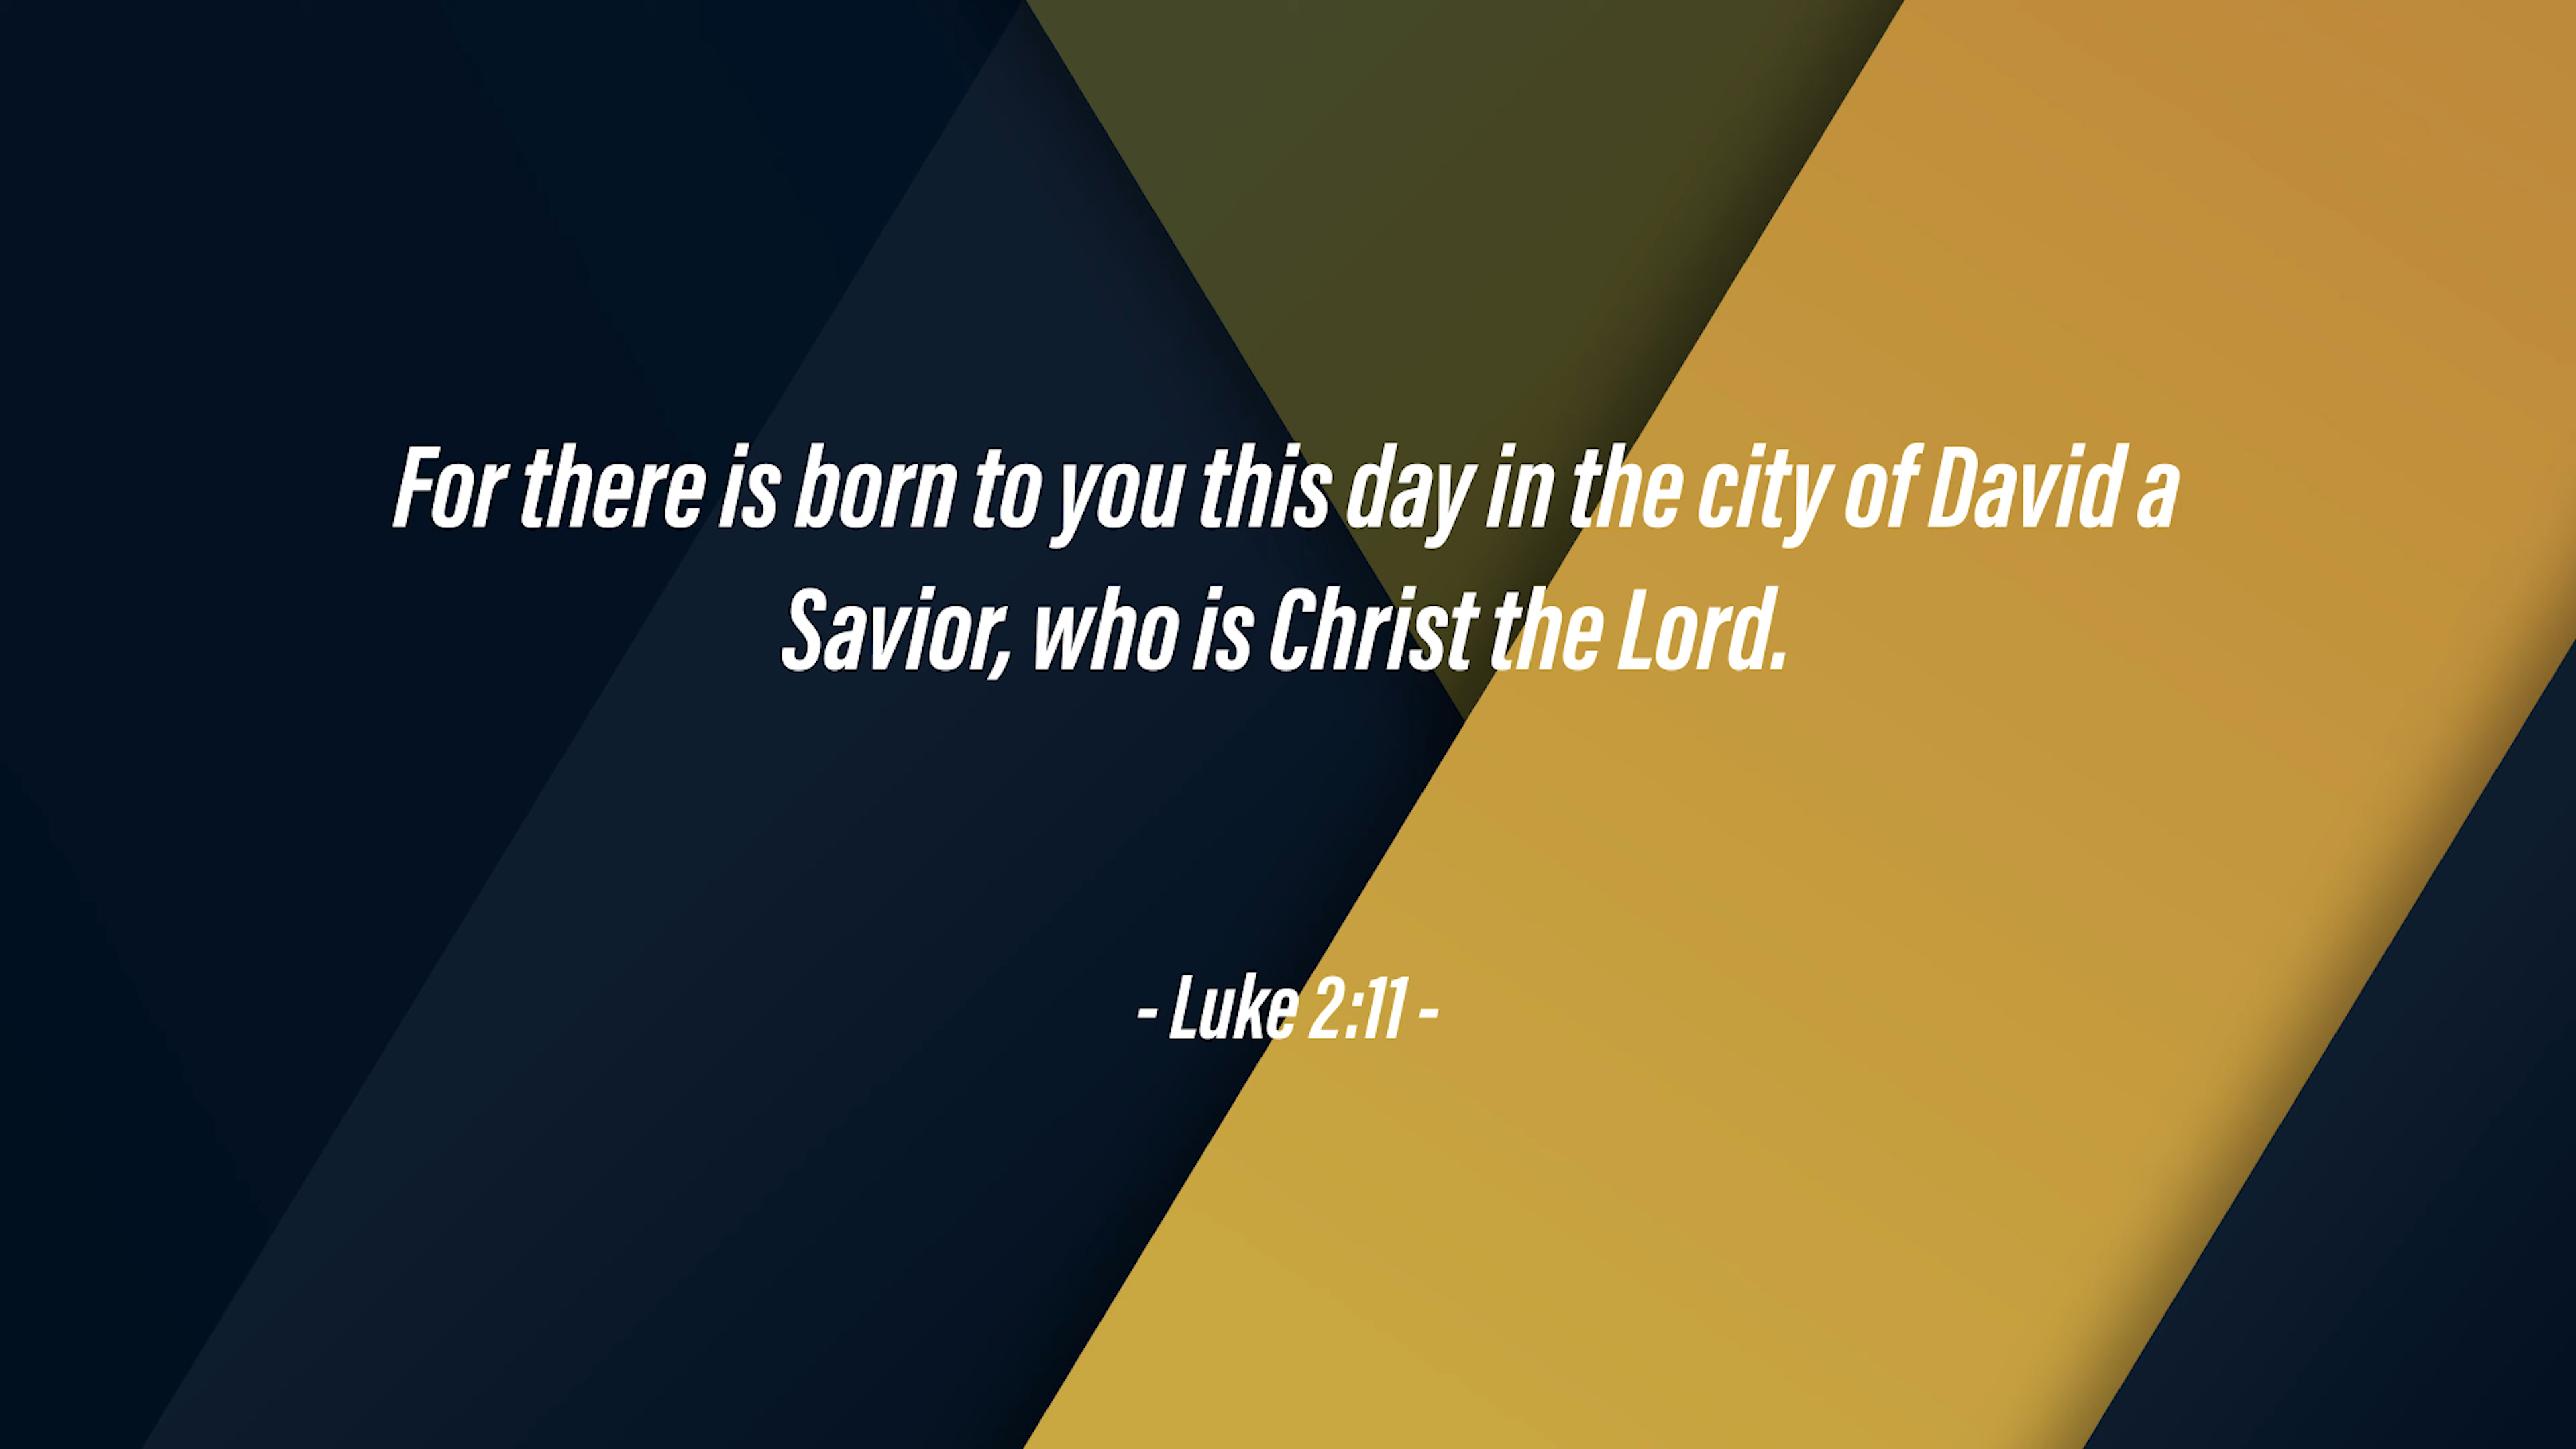 For there is born to you this day in the city of David a
Savior, who is Christ the Lord.
- Luke 2:11 -